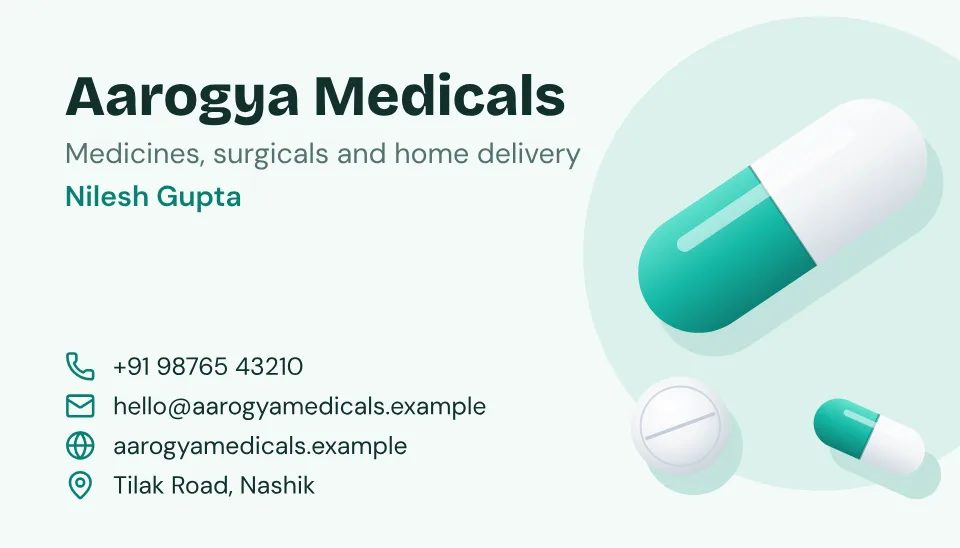 Aarogya Medicals
Medicines, surgicals and home delivery
Nilesh Gupta
+91 98765 43210
hello@aarogyamedicals.example
aarogyamedicals.example
Tilak Road, Nashik